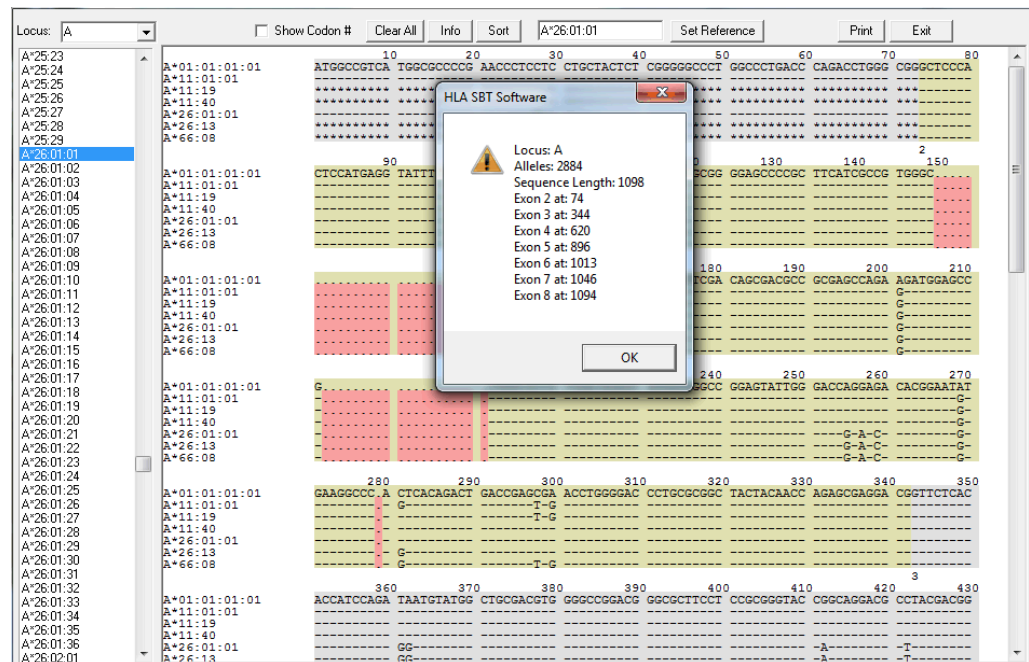 Locus: A Show Codon # Clear All Info Sort A*26:01:01 Set Reference Print Exit
A*25:23
A*25:24
A*25:25
A*25:26
A*25:27
A*25:28
A*25:29
A*26:01:01
A*26:01:02
A*26:01:03
A*26:01:04
A*26:01:05
A*26:01:06
A*26:01:07
A*26:01:08
A*26:01:09
A*26:01:10
A*26:01:11
A*26:01:12
A*26:01:13
A*26:01:14
A*26:01:15
A*26:01:16
A*26:01:17
A*26:01:18
A*26:01:19
A*26:01:20
A*26:01:21
A*26:01:22
A*26:01:23
A*26:01:24
A*26:01:25
A*26:01:26
A*26:01:27
A*26:01:28
A*26:01:29
A*26:01:30
A*26:01:31
A*26:01:32
A*26:01:33
A*26:01:34
A*26:01:35
A*26:01:36
A*26:02:01
10 20 30 40 50 60 70 80
A*01:01:01:01 ATGGCCGTCA TGGCGCCCCG AACCCTCCTC CTGCTACTCT CGGGGGCCCT GGCCCTGACC CAGACCTGGG CGGGCTCCCA
A*11:01:01
A*11:19
A*11:40
A*26:01:01
A*26:13
A*66:08
2
90 130 140 150
A*01:01:01:01 CTCCATGAGG TATTT GCGG GGAGCCCCGC TTCATCGCCG TGGGC.....
A*11:01:01
A*11:19
A*11:40
A*26:01:01
A*26:13
A*66:08
180 190 200 210
A*01:01:01:01 .......... CGA CAGCGACGCC GCGAGCCAGA AGATGGAGCC
A*11:01:01 G---------
A*11:19 G---------
A*11:40 G---------
A*26:01:01 G---------
A*26:13 G---------
A*66:08 G---------
240 250 260 270
A*01:01:01:01 G......... .......... GGCC GGAGTATTGG GACCAGGAGA CACGGAATAT
A*11:01:01 -------G--
A*11:19 -------G--
A*11:40 -------G--
A*26:01:01 ----G-A-C- -------G--
A*26:13 ----G-A-C- -------G--
A*66:08 ----G-A-C- -------G--
280 290 300 310 320 330 340 350
A*01:01:01:01 GAAGGCCC.A CTCACAGACT GACCGAGCGA ACCTGGGGAC CCTGCGCGGC TACTACAACC AGAGCGAGGA CGGTTCTCAC
A*11:01:01 G--------- -------T-G
A*11:19 -------T-G
A*11:40
A*26:01:01
A*26:13 G---------
A*66:08 G--------- -------T-G
3
360 370 380 390 400 410 420 430
A*01:01:01:01 ACCATCCAGA TAATGTATGG CTGCGACGTG GGGCCGGACG GGCGCTTCCT CCGCGGGTAC CGGCAGGACG CCTACGACGG
A*11:01:01
A*11:19
A*11:40
A*26:01:01 GG-------- -A-------- -T--------
A*26:13 GG-------- -A-------- -T--------
HLA SBT Software
Locus: A
Alleles: 2884
Sequence Length: 1098
Exon 2 at: 74
Exon 3 at: 344
Exon 4 at: 620
Exon 5 at: 896
Exon 6 at: 1013
Exon 7 at: 1046
Exon 8 at: 1094
OK